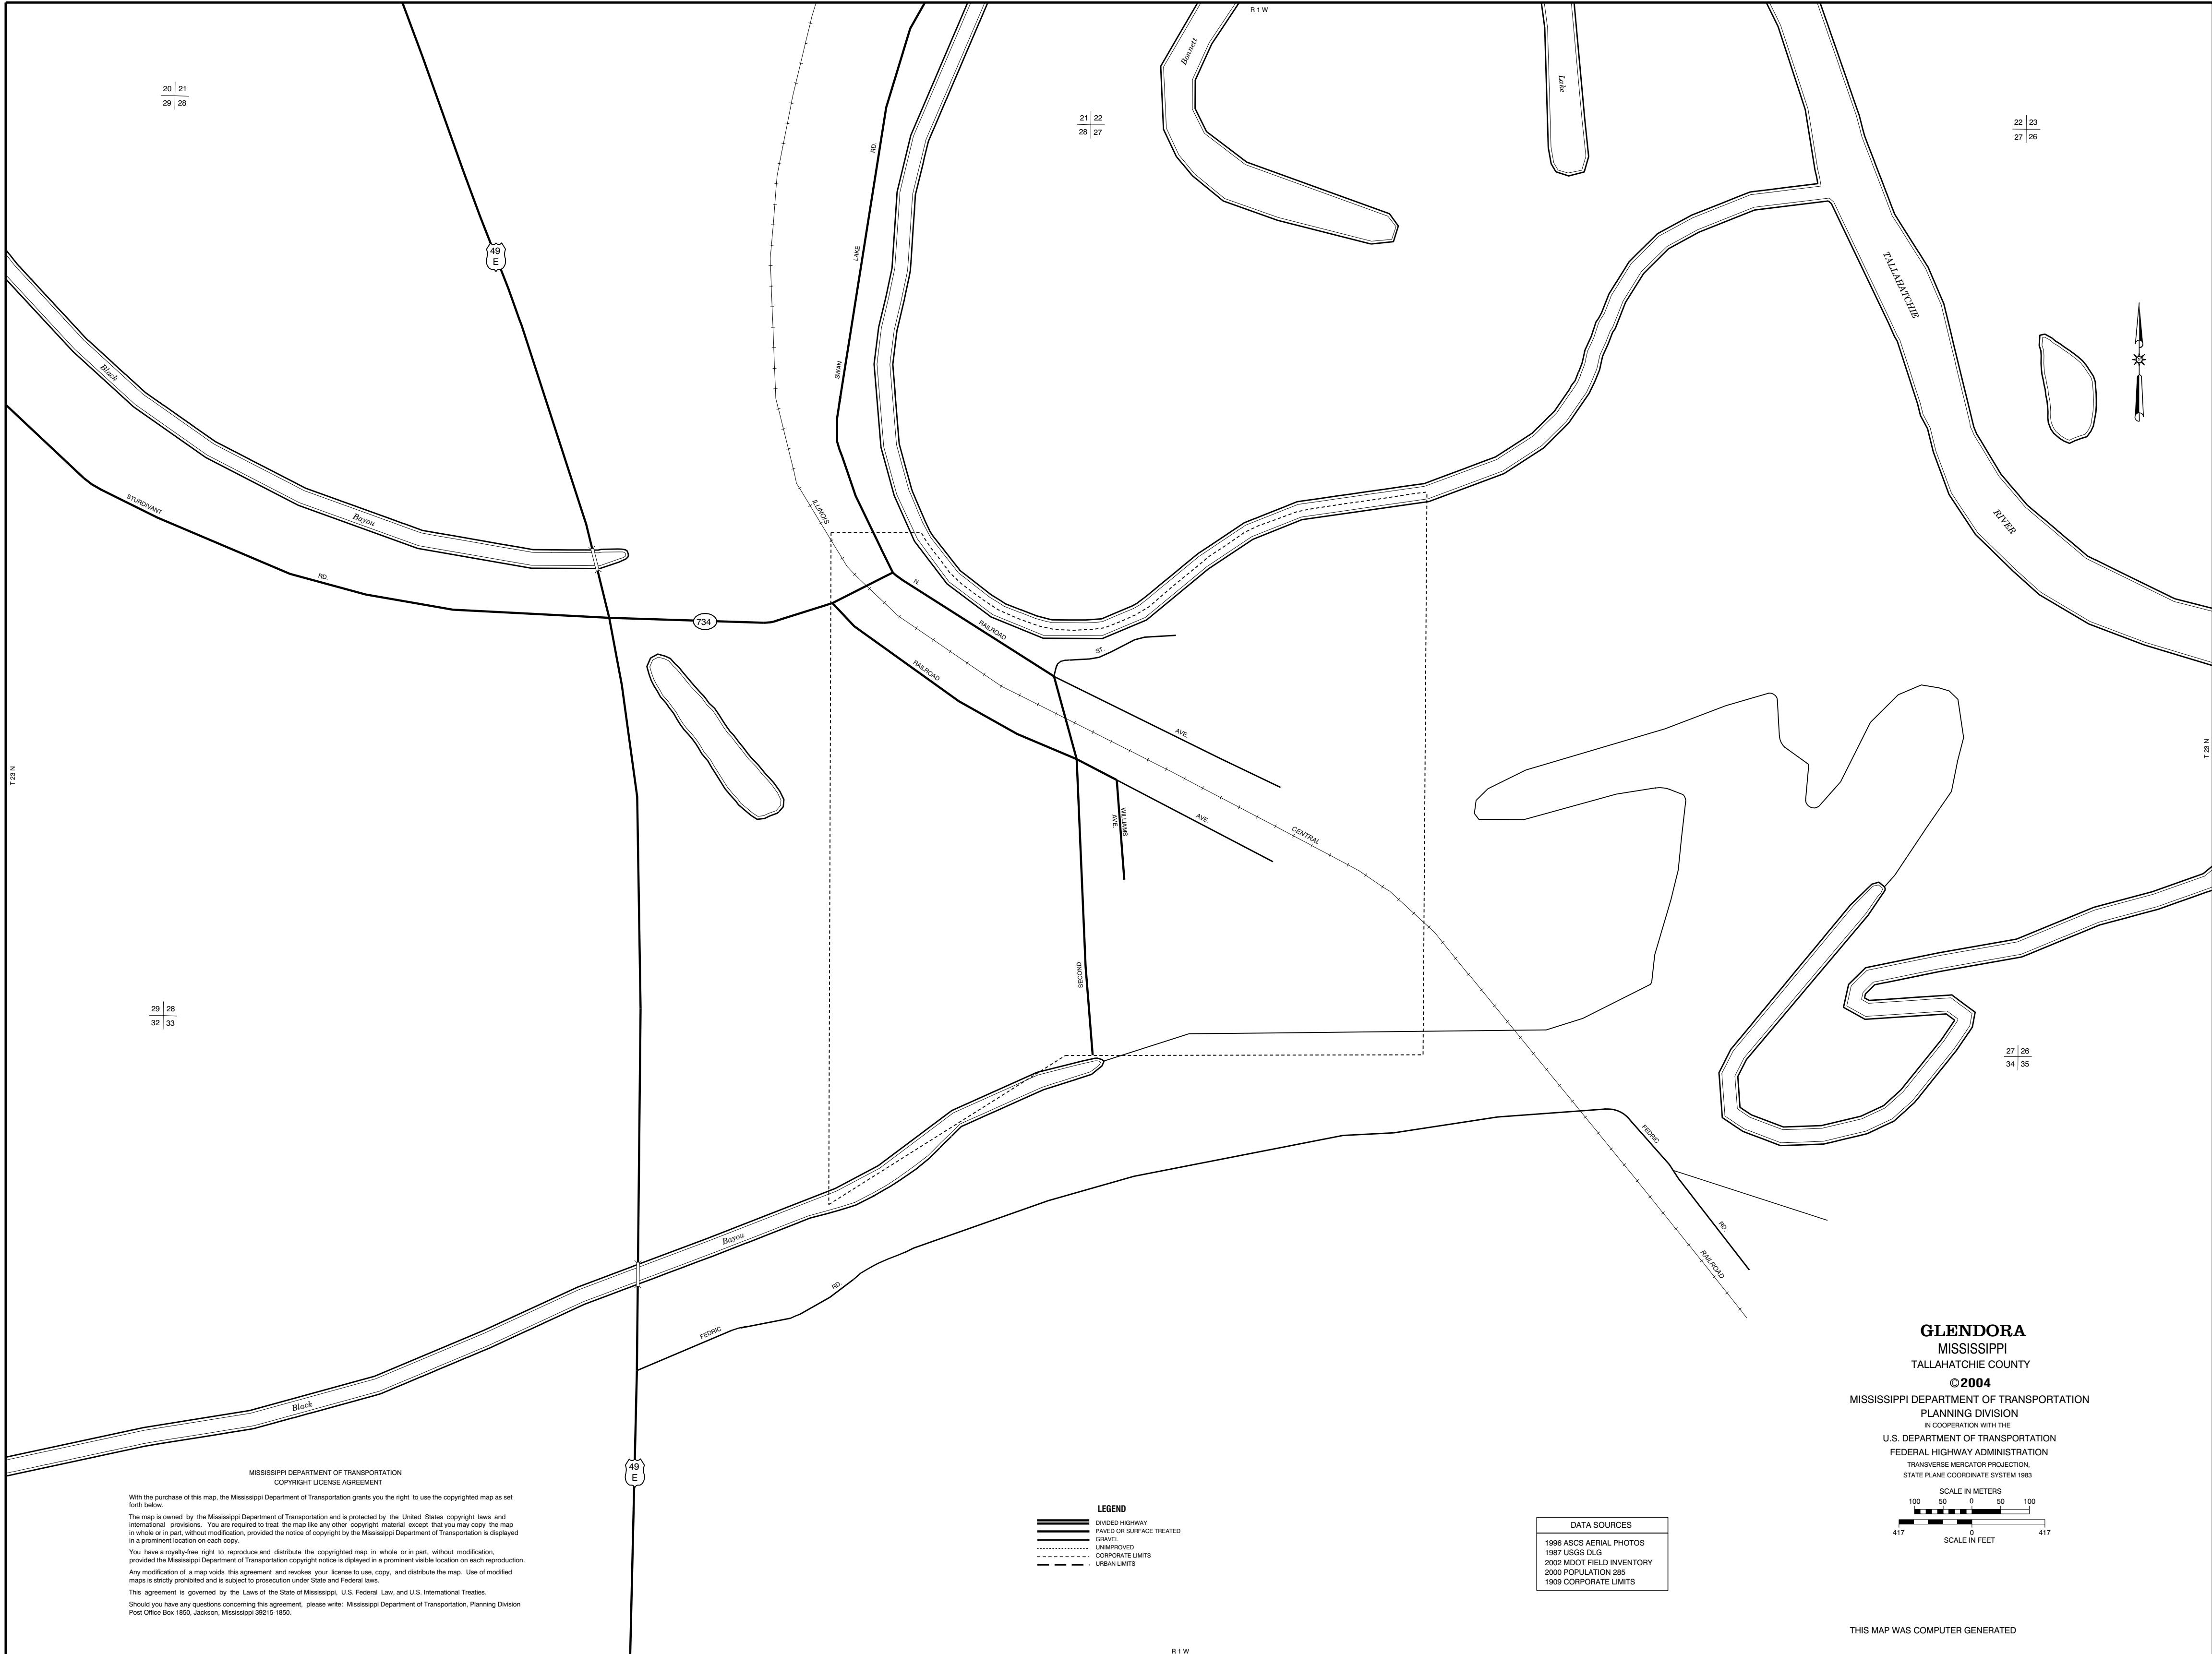 R 1 W
20 21
29 28
21 22
28 27
22 23
27 26
Bonnett
Lake
49
E
RD.
LAKE
SWAN
TALLAHATCHIE
RIVER
Black
Bayou
STURDIVANT
RD.
734
ILLINOIS
N.
RAILROAD
RAILROAD
ST.
AVE.
AVE.
WILLIAMS
AVE.
CENTRAL
T 23 N
T 23 N
SECOND
29 28
32 33
27 26
34 35
FEDRIC
RD.
RAILROAD
Bayou
RD.
FEDRIC
Black
49
E
GLENDORA
MISSISSIPPI
TALLAHATCHIE COUNTY
©2004
MISSISSIPPI DEPARTMENT OF TRANSPORTATION
PLANNING DIVISION
IN COOPERATION WITH THE
U.S. DEPARTMENT OF TRANSPORTATION
FEDERAL HIGHWAY ADMINISTRATION
TRANSVERSE MERCATOR PROJECTION,
STATE PLANE COORDINATE SYSTEM 1983
SCALE IN METERS
100 50 0 50 100
417 0 417
SCALE IN FEET
MISSISSIPPI DEPARTMENT OF TRANSPORTATION
COPYRIGHT LICENSE AGREEMENT
With the purchase of this map, the Mississippi Department of Transportation grants you the right to use the copyrighted map as set
forth below.
The map is owned by the Mississippi Department of Transportation and is protected by the United States copyright laws and
international provisions. You are required to treat the map like any other copyright material except that you may copy the map
in whole or in part, without modification, provided the notice of copyright by the Mississippi Department of Transportation is displayed
in a prominent location on each copy.
You have a royalty-free right to reproduce and distribute the copyrighted map in whole or in part, without modification,
provided the Mississippi Department of Transportation copyright notice is diplayed in a prominent visible location on each reproduction.
Any modification of a map voids this agreement and revokes your license to use, copy, and distribute the map. Use of modified
maps is strictly prohibited and is subject to prosecution under State and Federal laws.
This agreement is governed by the Laws of the State of Mississippi, U.S. Federal Law, and U.S. International Treaties.
Should you have any questions concerning this agreement, please write: Mississippi Department of Transportation, Planning Division
Post Office Box 1850, Jackson, Mississippi 39215-1850.
LEGEND
DIVIDED HIGHWAY
PAVED OR SURFACE TREATED
GRAVEL
UNIMPROVED
CORPORATE LIMITS
URBAN LIMITS
DATA SOURCES
1996 ASCS AERIAL PHOTOS
1987 USGS DLG
2002 MDOT FIELD INVENTORY
2000 POPULATION 285
1909 CORPORATE LIMITS
THIS MAP WAS COMPUTER GENERATED
R 1 W